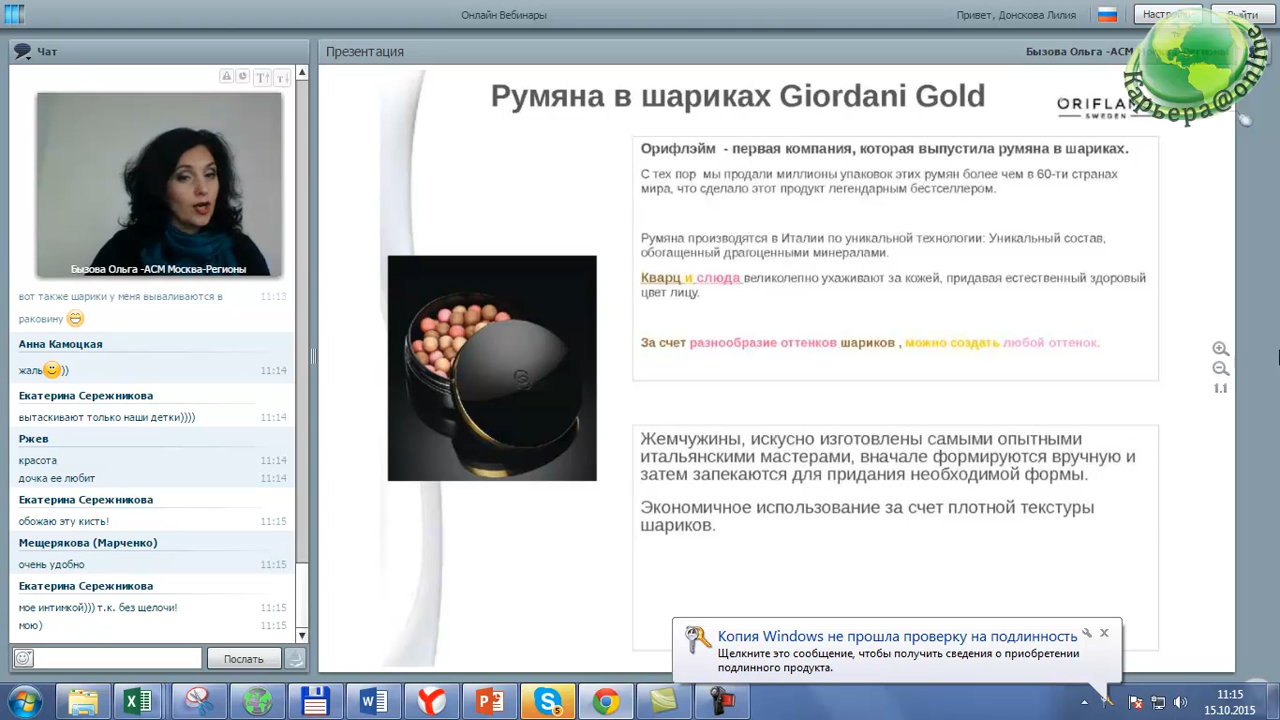 Онлайн Вебинары
Привет, Донскова Лилия
Выйти
Чат
Презентация
Бызова Ольга -АСМ
Карьера@online
Румяна в шариках Giordani Gold
SWEDEN
Орифлэйм - первая компания, которая выпустила румяна в шариках.
С тех пор мы продали миллионы упаковок этих румян более чем в 60-ти странах
мира, что сделало этот продукт легендарным бестселлером.
Румяна производятся в Италии по уникальной технологии: Уникальный состав,
обогащенный драгоценными минералами.
Кварц и слюда великолепно ухаживают за кожей, придавая естественный здоровый
цвет лицу.
За счет разнообразие оттенков шариков , можно создать любой оттенок.
Жемчужины, искусно изготовлены самыми опытными
итальянскими мастерами, вначале формируются вручную и
затем запекаются для придания необходимой формы.
Экономичное использование за счет плотной текстуры
шариков.
1.1
Бызова Ольга -АСМ Москва-Регионы
вот также шарики у меня вываливаются в 11:13
раковину
Анна Камоцкая
жаль )) 11:14
Екатерина Сережникова
вытаскивают только наши детки)))) 11:14
Ржев
красота 11:14
дочка ее любит 11:14
Екатерина Сережникова
обожаю эту кисть! 11:15
Мещерякова (Марченко)
очень удобно 11:15
Екатерина Сережникова
мое интимкой))) т.к. без щелочи! 11:15
мою) 11:15
Послать
Копия Windows не прошла проверку на подлинность
Щелкните это сообщение, чтобы получить сведения о приобретении
подлинного продукта.
11:15
15.10.2015